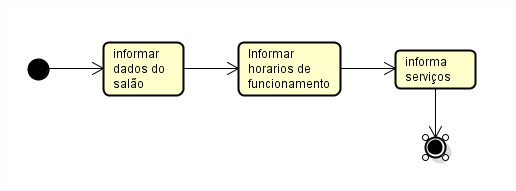 informar
dados do
salão
Informar
horarios de
funcionamento
informa
serviços